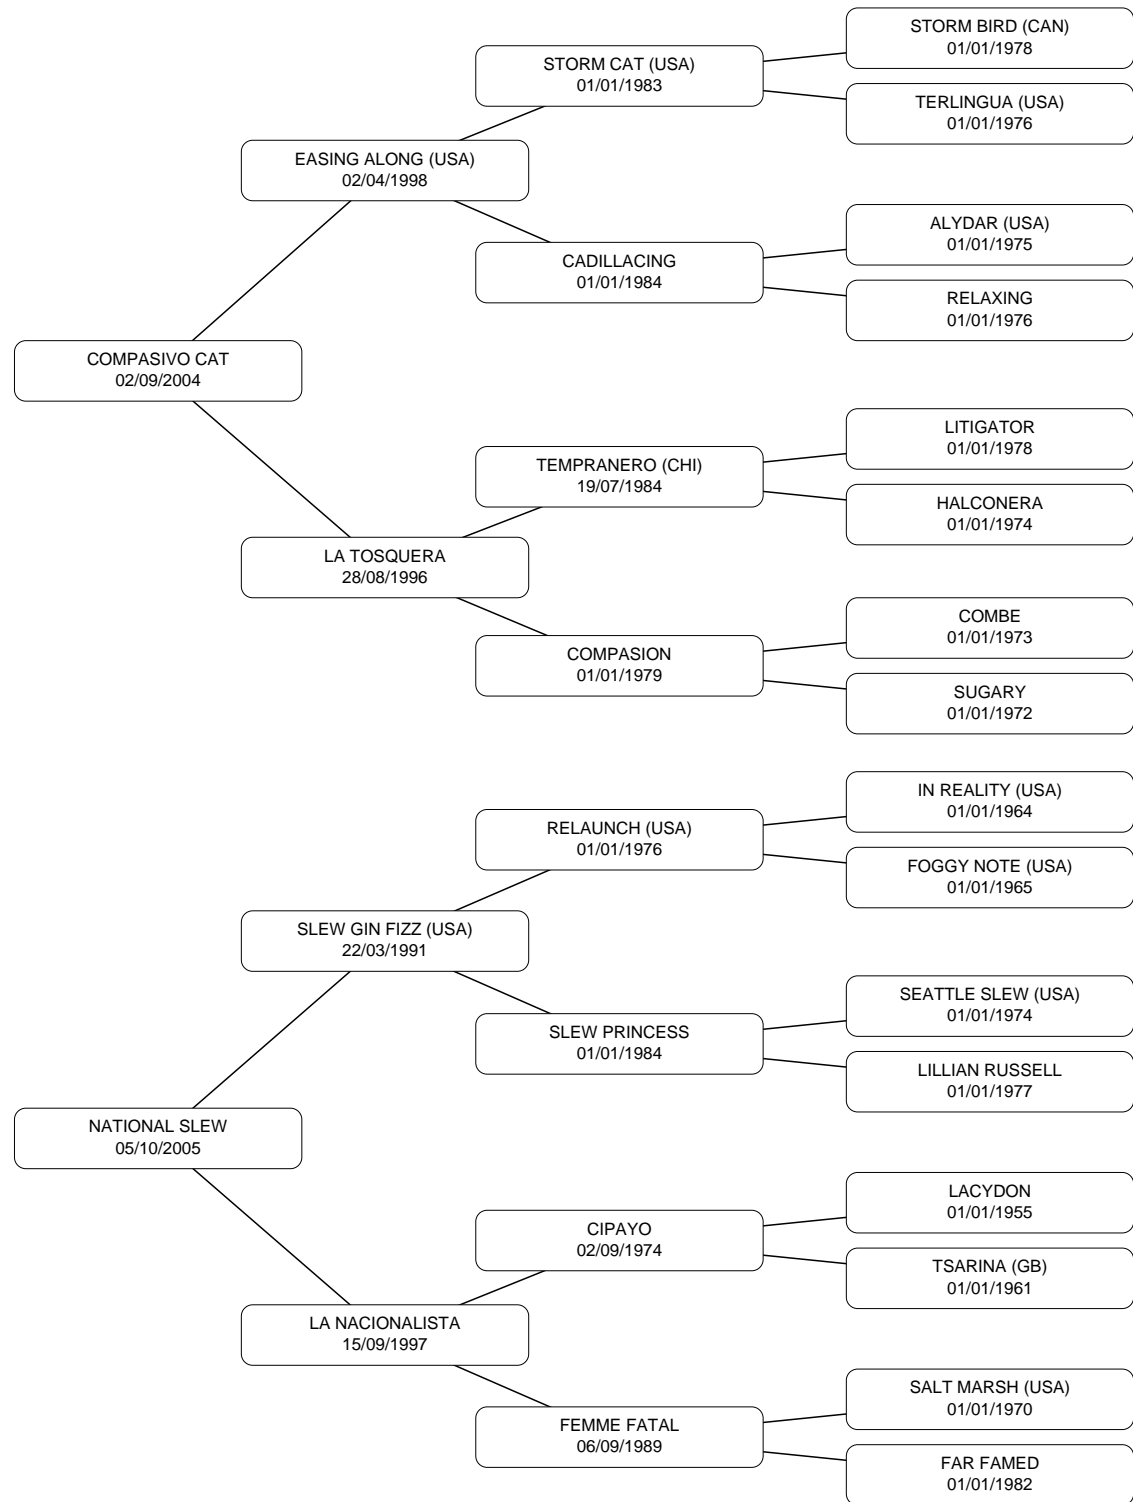 STORM BIRD (CAN)
01/01/1978
STORM CAT (USA)
01/01/1983
TERLINGUA (USA)
01/01/1976
EASING ALONG (USA)
02/04/1998
ALYDAR (USA)
01/01/1975
CADILLACING
01/01/1984
RELAXING
01/01/1976
COMPASIVO CAT
02/09/2004
LITIGATOR
01/01/1978
TEMPRANERO (CHI)
19/07/1984
HALCONERA
01/01/1974
LA TOSQUERA
28/08/1996
COMBE
01/01/1973
COMPASION
01/01/1979
SUGARY
01/01/1972
IN REALITY (USA)
01/01/1964
RELAUNCH (USA)
01/01/1976
FOGGY NOTE (USA)
01/01/1965
SLEW GIN FIZZ (USA)
22/03/1991
SEATTLE SLEW (USA)
01/01/1974
SLEW PRINCESS
01/01/1984
LILLIAN RUSSELL
01/01/1977
NATIONAL SLEW
05/10/2005
LACYDON
01/01/1955
CIPAYO
02/09/1974
TSARINA (GB)
01/01/1961
LA NACIONALISTA
15/09/1997
SALT MARSH (USA)
01/01/1970
FEMME FATAL
06/09/1989
FAR FAMED
01/01/1982